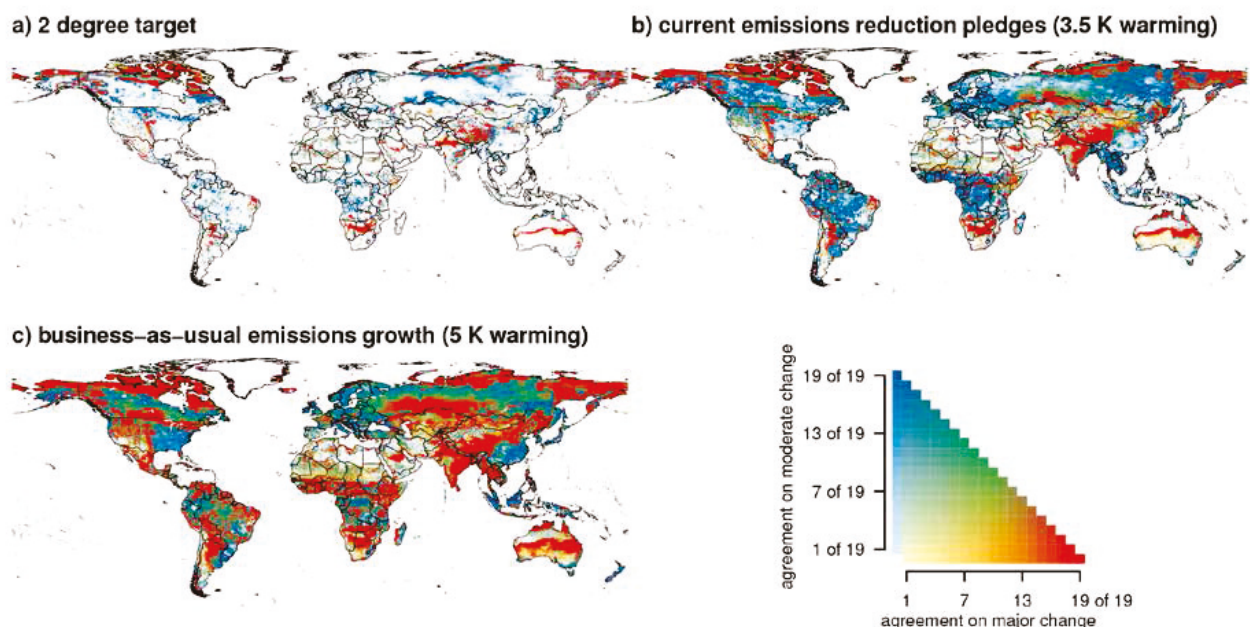 a) 2 degree target
b) current emissions reduction pledges (3.5 K warming)
c) business-as-usual emissions growth (5 K warming)
agreement on moderate change
19 of 19
13 of 19
7 of 19
1 of 19
1 7 13 19 of 19
agreement on major change